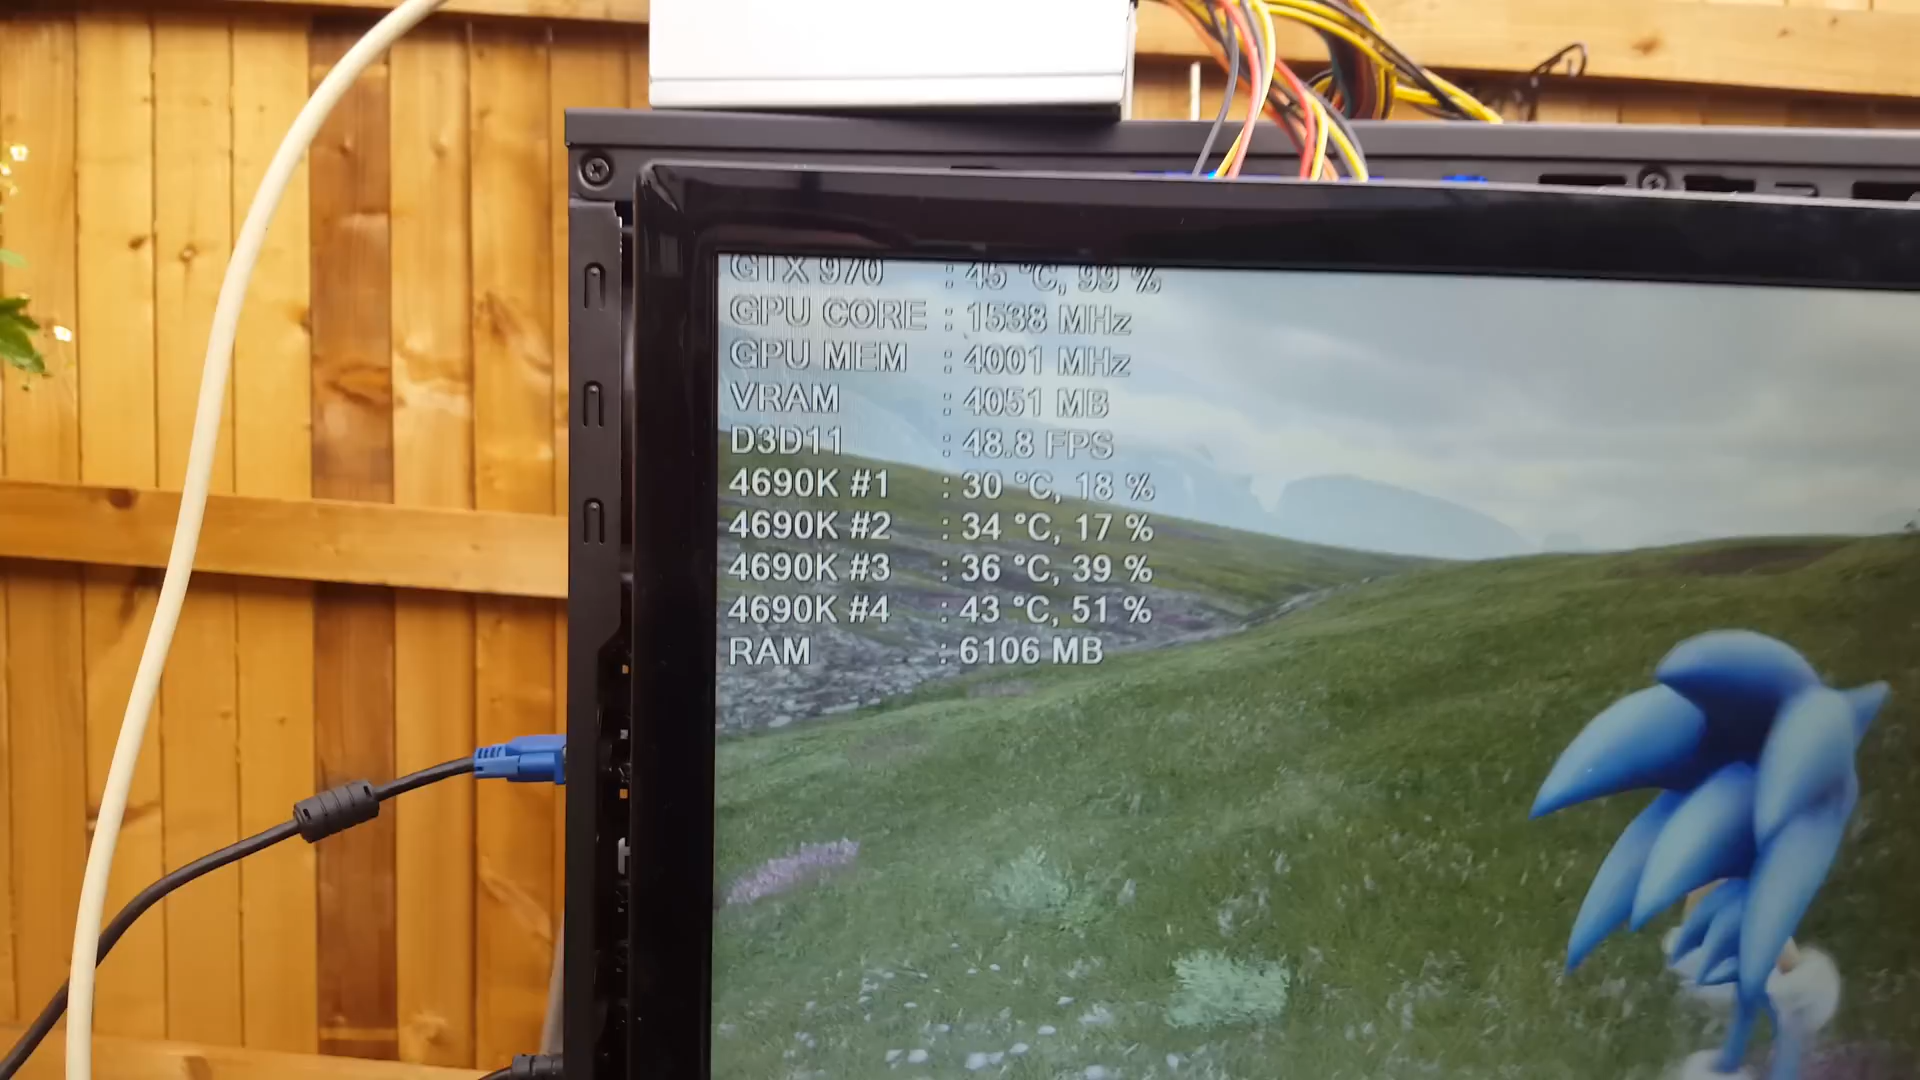 GTX 970 : 45 °C, 99 %
GPU CORE : 1538 MHz
GPU MEM : 4001 MHz
VRAM : 4051 MB
D3D11 : 48.8 FPS
4690K #1 : 30 °C, 18 %
4690K #2 : 34 °C, 17 %
4690K #3 : 36 °C, 39 %
4690K #4 : 43 °C, 51 %
RAM : 6106 MB